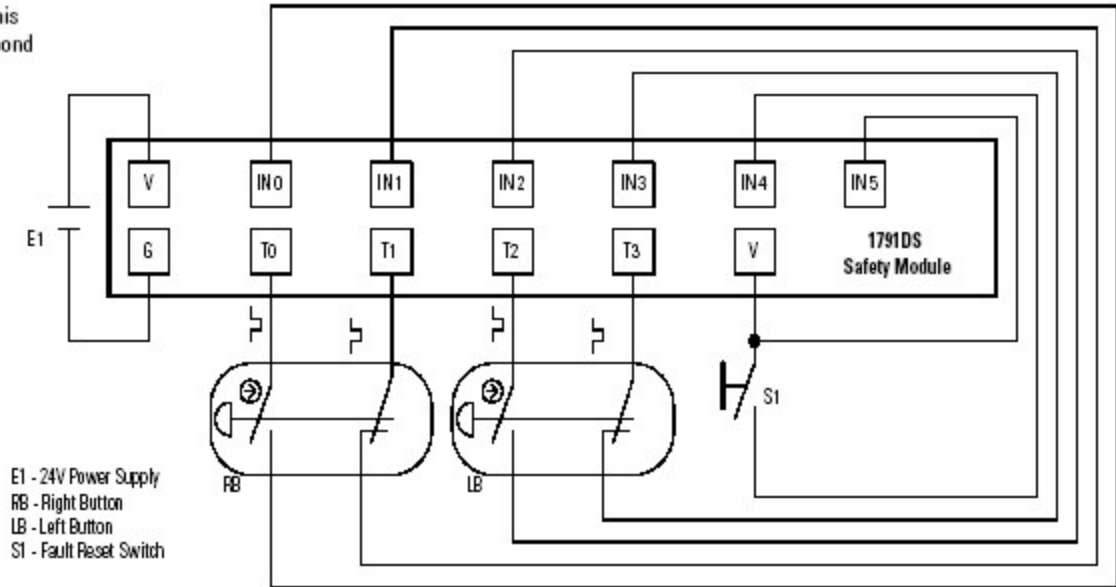 ond
V
IN0
IN1
IN2
IN3
IN4
IN5
E1
G
T0
T1
T2
T3
V
1791DS
Safety Module
S1
RB
LB
E1 - 24V Power Supply
RB - Right Button
LB - Left Button
S1 - Fault Reset Switch